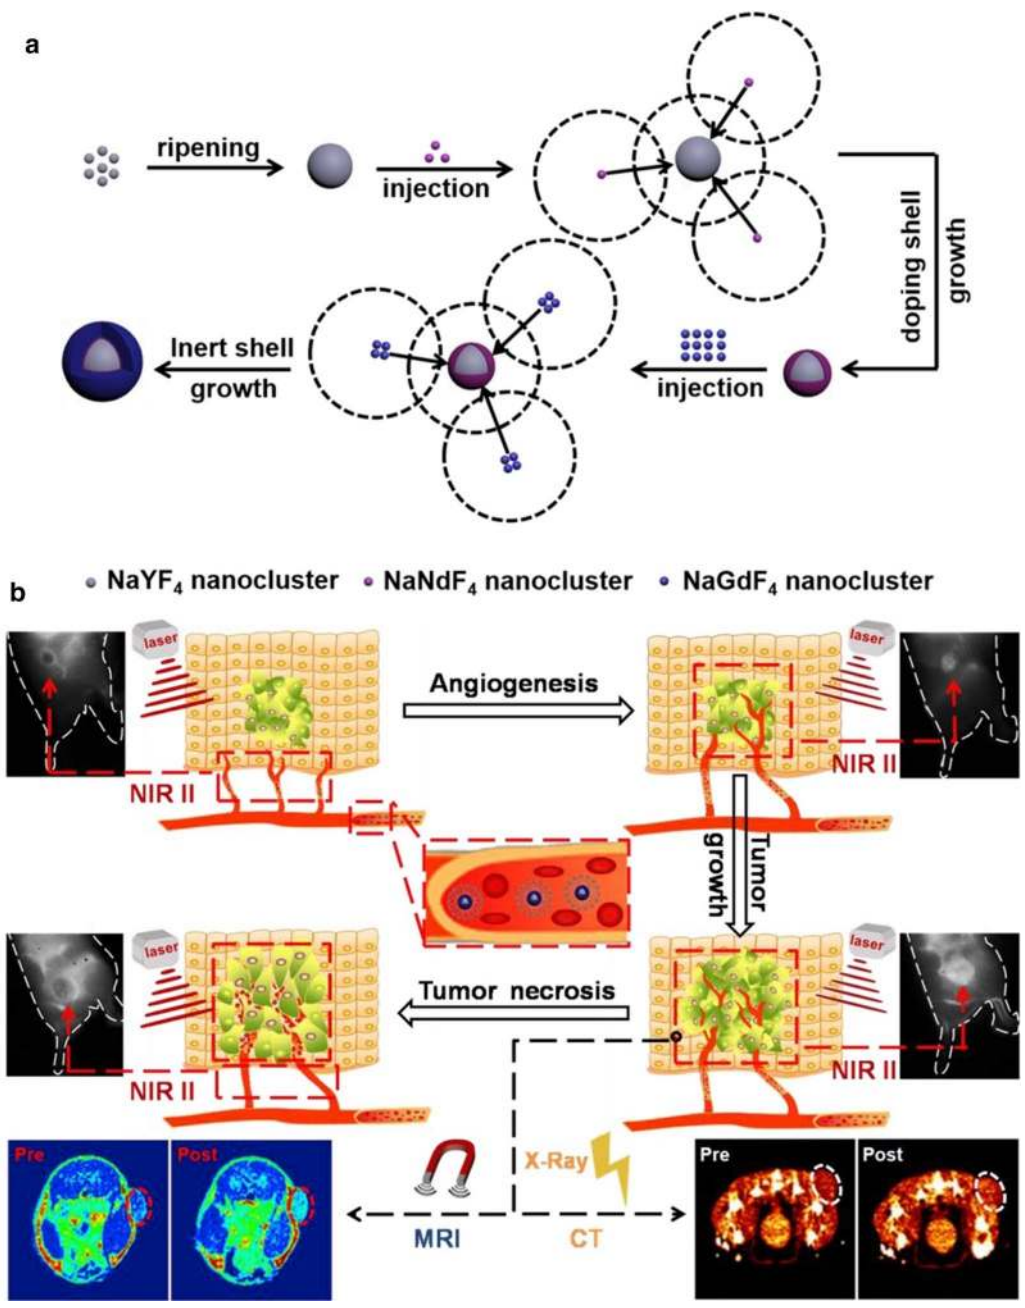 a
ripening
injection
doping shell
growth
injection
Inert shell
growth
b
NaYF₄ nanocluster
NaNdF₄ nanocluster
NaGdF₄ nanocluster
laser
Angiogenesis
laser
NIR II
NIR II
Tumor
growth
laser
Tumor necrosis
laser
NIR II
NIR II
Pre
Post
MRI
X-Ray
CT
Pre
Post